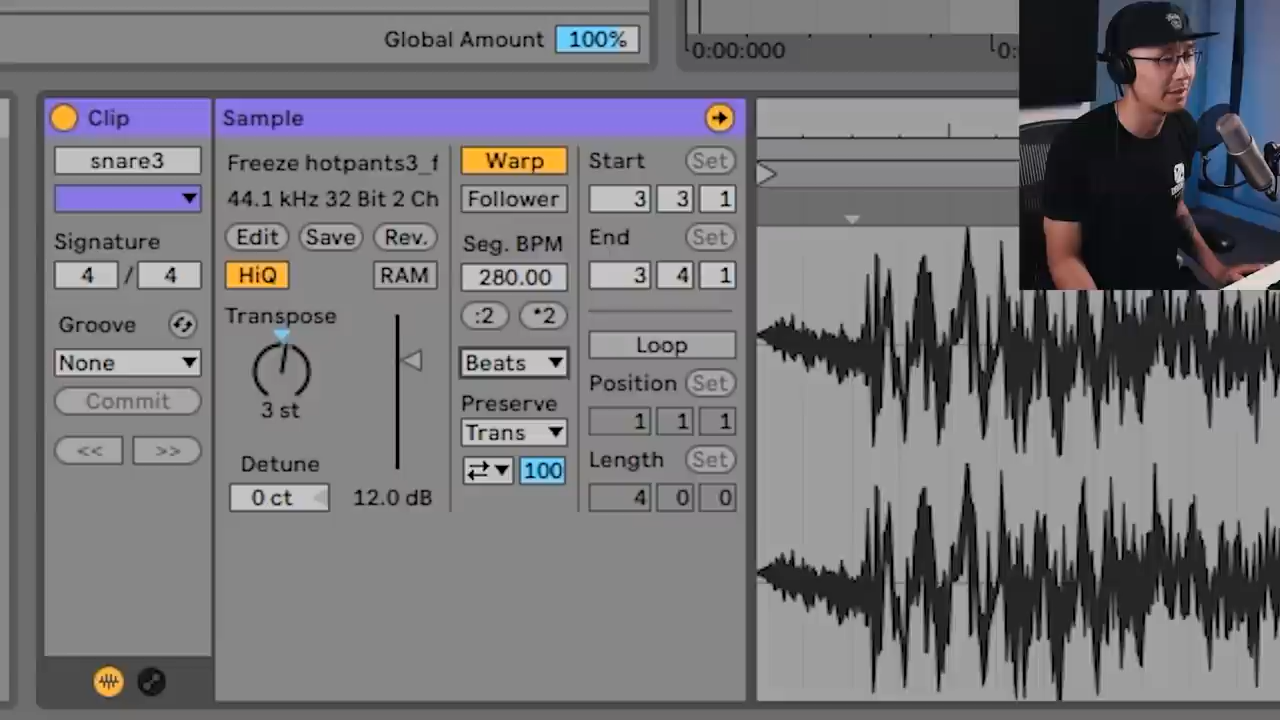 Global Amount 100%
0:00:000
0:
Clip
Sample
snare3
Freeze hotpants3_f
Warp
Start Set
44.1 kHz 32 Bit 2 Ch
Follower
3 3 1
Signature
Edit Save Rev.
Seg. BPM
End Set
4 / 4
HiQ RAM
280.00
3 4 1
Groove
Transpose
:2 *2
None
Beats
Loop
Commit
3 st
Preserve
Position Set
Trans
1 1 1
<< >>
Detune
100
Length Set
0 ct 12.0 dB
4 0 0